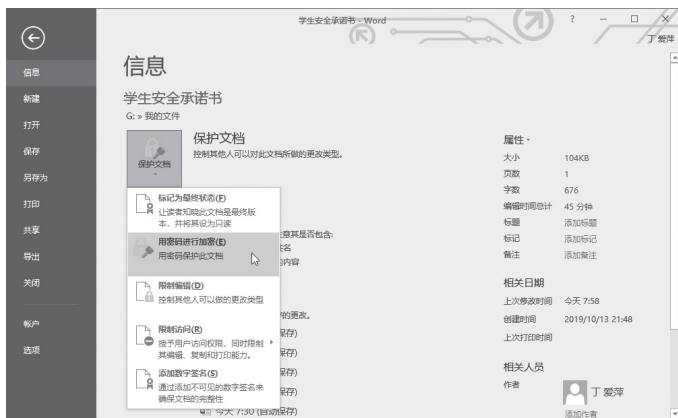 学生安全承诺书 - Word
?
丁 爱萍
信息
新建
打开
保存
另存为
打印
共享
导出
关闭
帐户
选项
信息
学生安全承诺书
G: » 我的文件
保护文档
保护文档
控制其他人可以对此文档所做的更改类型。
标记为最终状态(F)
让读者知晓此文档是最终版
本，并将其设为只读
用密码进行加密(E)
用密码保护此文档
限制编辑(D)
控制其他人可以做的更改类型
限制访问(R)
授予用户访问权限，同时限制
其编辑、复制和打印能力。
添加数字签名(S)
通过添加不可见的数字签名来
确保文档的完整性
意其是否包含:
内容
的更改。
保存)
保存)
保存)
保存)
今天 7:30 (自动保存)
属性
大小 104KB
页数 1
字数 676
编辑时间总计 45 分钟
标题 添加标题
标记 添加标记
备注 添加备注
相关日期
上次修改时间 今天 7:58
创建时间 2019/10/13 21:48
上次打印时间
相关人员
作者
丁 爱萍
添加作者